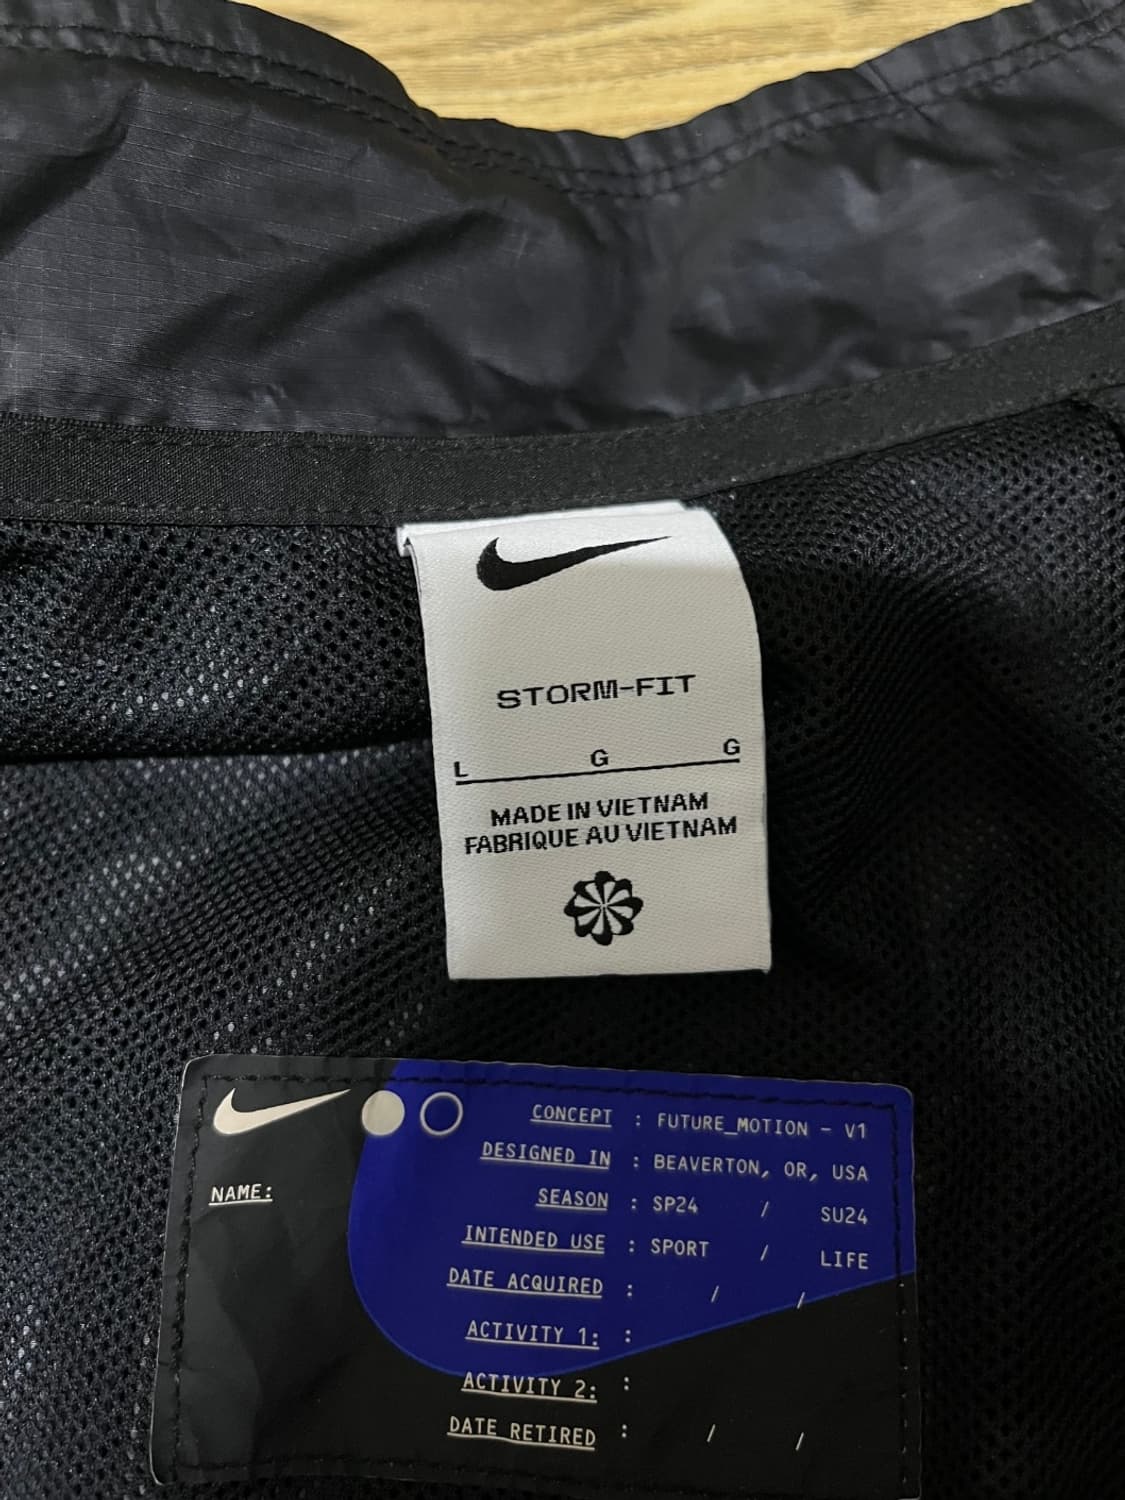 STORM-FIT
L G G
MADE IN VIETNAM
FABRIQUE AU VIETNAM
NAME:
CONCEPT : FUTURE_MOTION - V1
DESIGNED IN : BEAVERTON, OR, USA
SEASON : SP24 / SU24
INTENDED USE : SPORT / LIFE
DATE ACQUIRED : / /
ACTIVITY 1: :
ACTIVITY 2: :
DATE RETIRED : / /